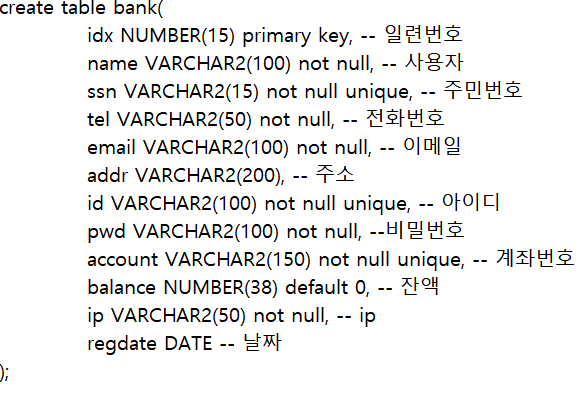 create table bank(
idx NUMBER(15) primary key, -- 일련번호
name VARCHAR2(100) not null, -- 사용자
ssn VARCHAR2(15) not null unique, -- 주민번호
tel VARCHAR2(50) not null, -- 전화번호
email VARCHAR2(100) not null, -- 이메일
addr VARCHAR2(200), -- 주소
id VARCHAR2(100) not null unique, -- 아이디
pwd VARCHAR2(100) not null, --비밀번호
account VARCHAR2(150) not null unique, -- 계좌번호
balance NUMBER(38) default 0, -- 잔액
ip VARCHAR2(50) not null, -- ip
regdate DATE -- 날짜
);